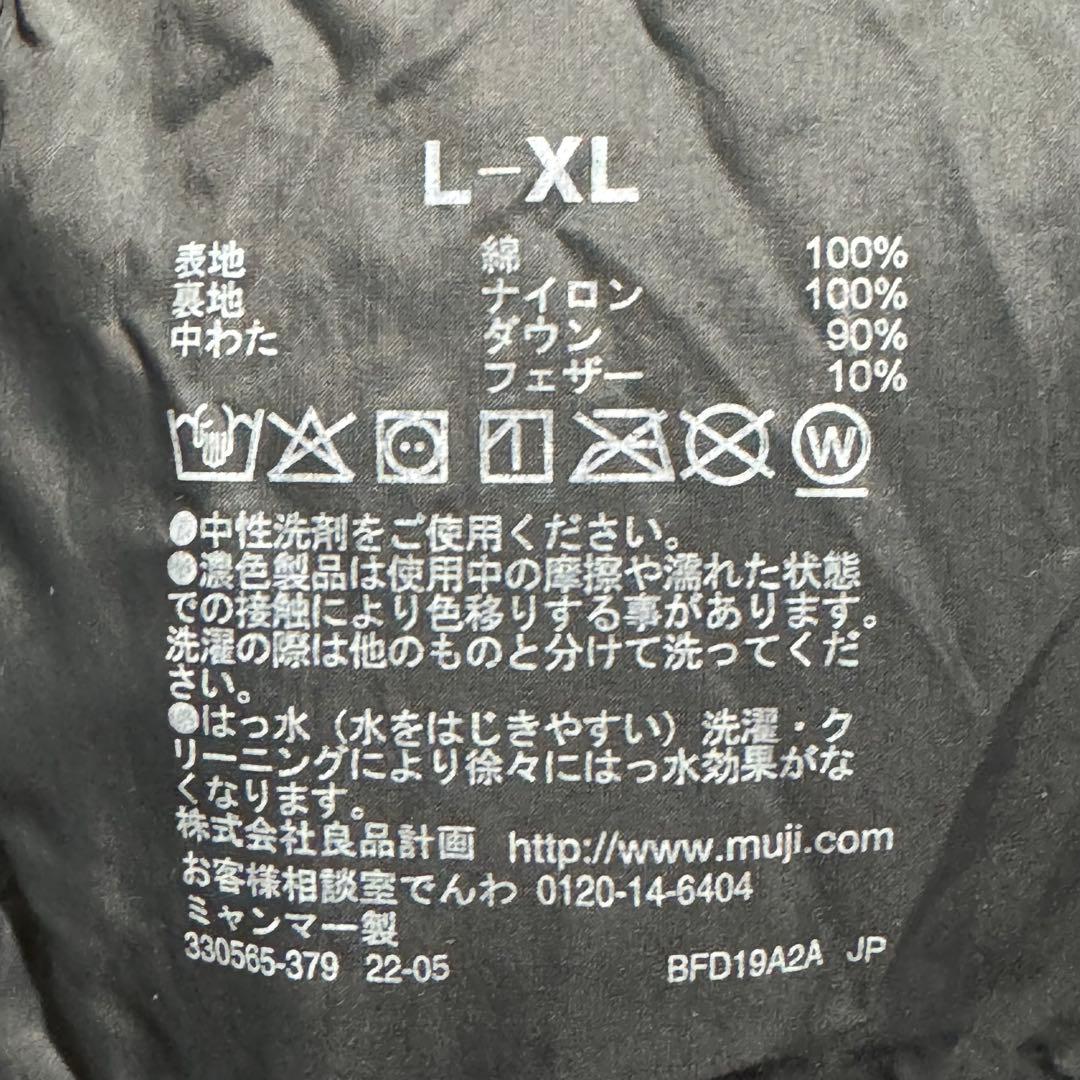 L-XL
表地 綿 100%
裏地 ナイロン 100%
中わた ダウン 90%
フェザー 10%
W
●中性洗剤をご使用ください。
●濃色製品は使用中の摩擦や濡れた状態
での接触により色移りする事があります。
洗濯の際は他のものと分けて洗ってくだ
さい。
●はっ水（水をはじきやすい）洗濯・ク
リーニングにより徐々にはっ水効果がな
くなります。
株式会社良品計画 http://www.muji.com
お客様相談室でんわ 0120-14-6404
ミャンマー製
330565-379 22-05 BFD19A2A JP